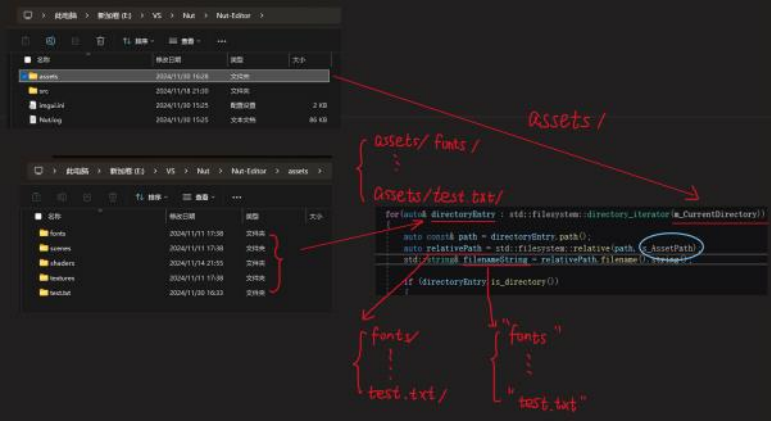 此电脑 > 新加卷 (E:) > VS > Nut > Nut-Editor >
排序 查看 ...
名称 修改日期 类型 大小
assets 2024/11/30 16:28 文件夹
src 2024/11/18 21:30 文件夹
imgui.ini 2024/11/30 15:25 配置设置 2 KB
Nut.log 2024/11/30 15:25 文本文档 86 KB
assets /
assets/ fonts /
⋮
assets/test.txt/
此电脑 > 新加卷 (E:) > VS > Nut > Nut-Editor > assets >
排序 查看 ...
名称 修改日期 类型 大小
fonts 2024/11/11 17:38 文件夹
scenes 2024/11/11 17:38 文件夹
shaders 2024/11/14 21:55 文件夹
textures 2024/11/11 17:38 文件夹
test.txt 2024/11/30 16:33 文件夹
for(auto& directoryEntry : std::filesystem::directory_iterator(m_CurrentDirectory))
auto const& path = directoryEntry.path();
auto relativePath = std::filesystem::relative(path, s_AssetPath)
std::string& filenameString = relativePath.filename().string();
if (directoryEntry.is_directory())
{
fonts/
⋮
test.txt/
"fonts"
⋮
"test.txt"